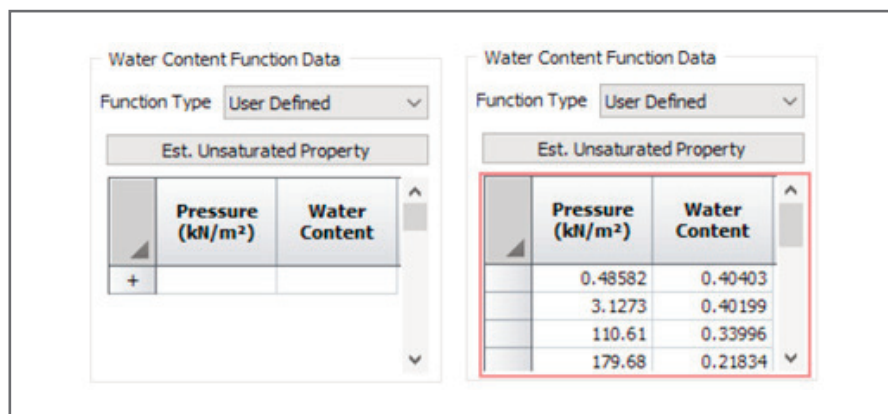 Water Content Function Data
Function Type User Defined
Est. Unsaturated Property
Pressure (kN/m²) Water Content
+
Water Content Function Data
Function Type User Defined
Est. Unsaturated Property
Pressure (kN/m²) Water Content
0.48582 0.40403
3.1273 0.40199
110.61 0.33996
179.68 0.21834